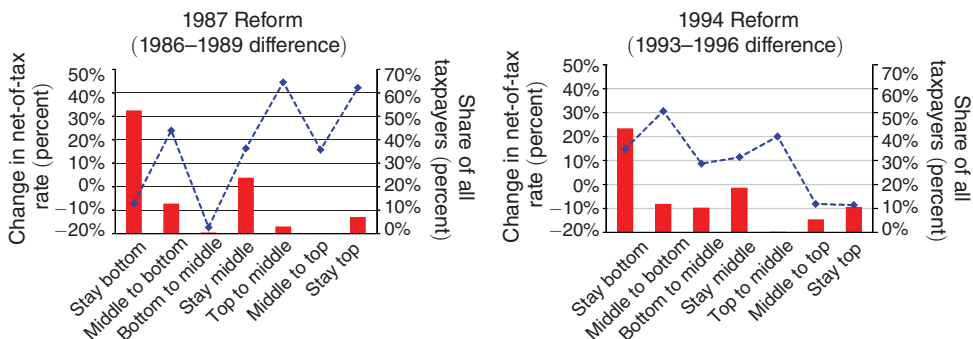 1987 Reform
(1986–1989 difference)
Change in net-of-tax
rate (percent)
50%
40%
30%
20%
10%
0%
−10%
−20%
70%
60%
50%
40%
30%
20%
10%
0%
Share of all
taxpayers (percent)
Stay bottom
Middle to bottom
Bottom to middle
Stay middle
Top to middle
Middle to top
Stay top
1994 Reform
(1993–1996 difference)
Change in net-of-tax
rate (percent)
50%
40%
30%
20%
10%
0%
−10%
−20%
70%
60%
50%
40%
30%
20%
10%
0%
Share of all
taxpayers (percent)
Stay bottom
Middle to bottom
Bottom to middle
Stay middle
Top to middle
Middle to top
Stay top